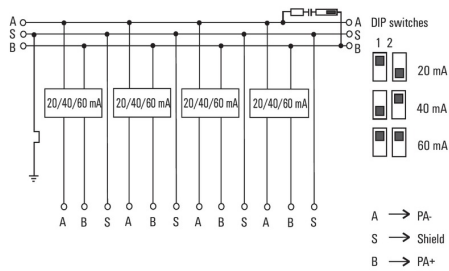 A A DIP switches
S S 1 2
B B
20 mA
20/40/60 mA 20/40/60 mA 20/40/60 mA 20/40/60 mA
40 mA
60 mA
A B S A B S A B S A B S
A → PA-
S → Shield
B → PA+